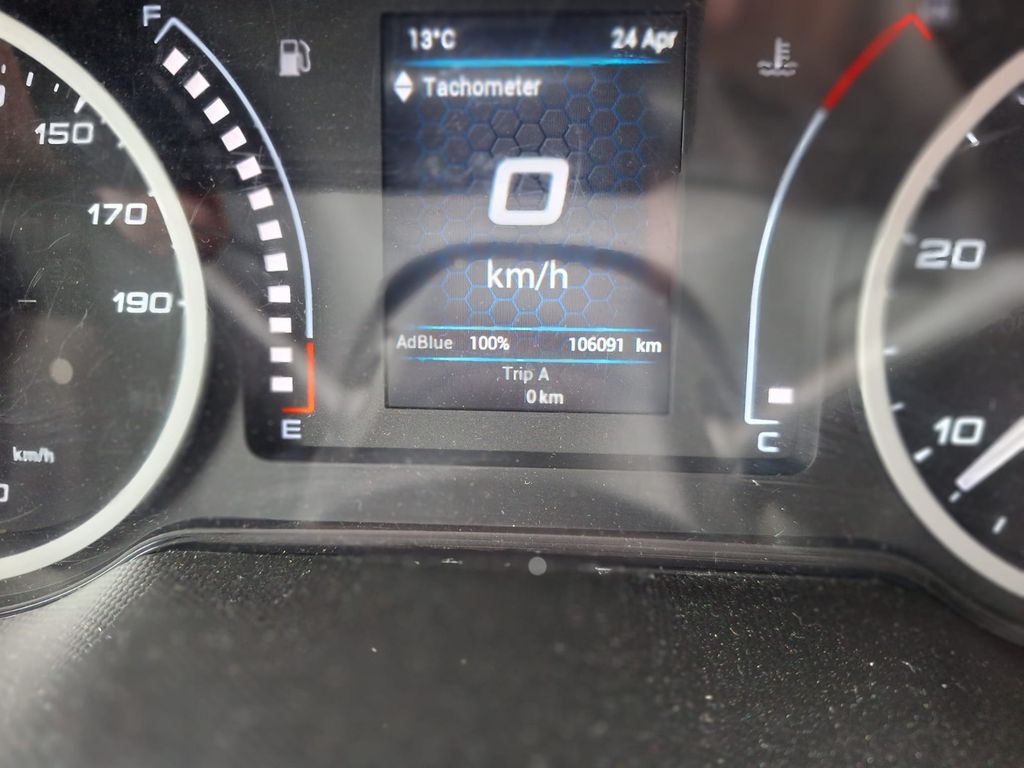 F
13°C 24 Apr
Tachometer
150
170
190
0
km/h
20
AdBlue 100% 106091 km
Trip A
0 km
10
E
C
km/h